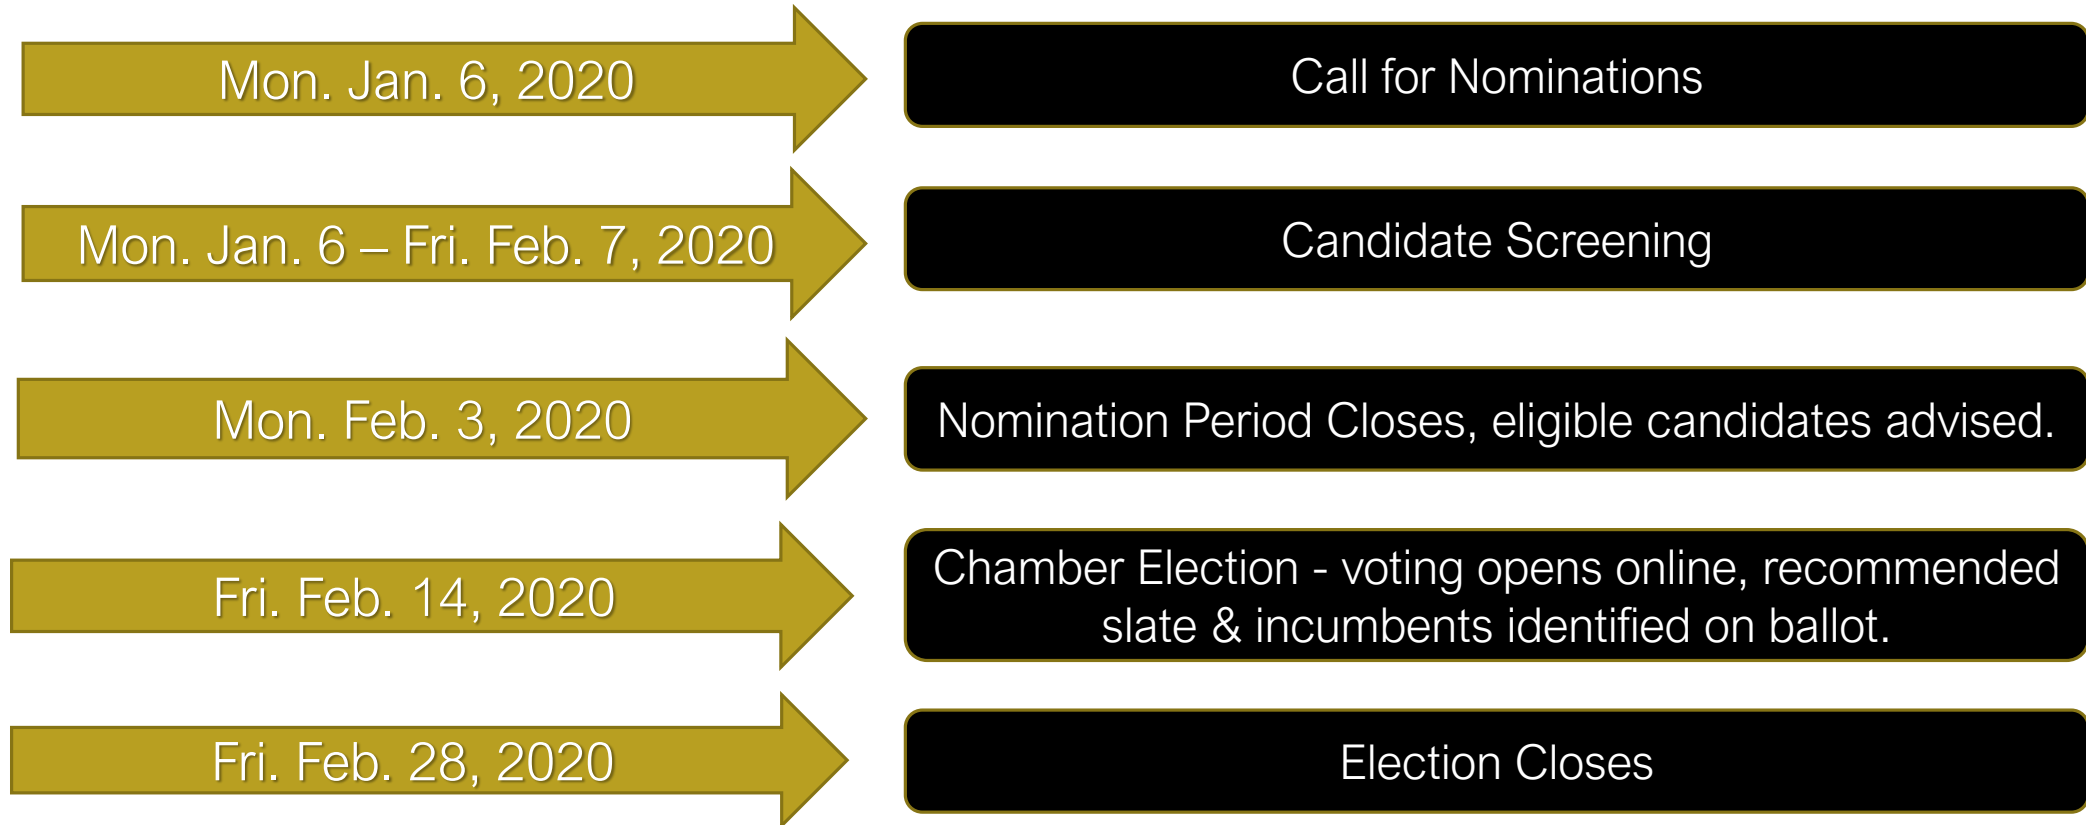 Mon. Jan. 6, 2020
Call for Nominations
Mon. Jan. 6 – Fri. Feb. 7, 2020
Candidate Screening
Mon. Feb. 3, 2020
Nomination Period Closes, eligible candidates advised.
Fri. Feb. 14, 2020
Chamber Election - voting opens online, recommended
slate & incumbents identified on ballot.
Fri. Feb. 28, 2020
Election Closes